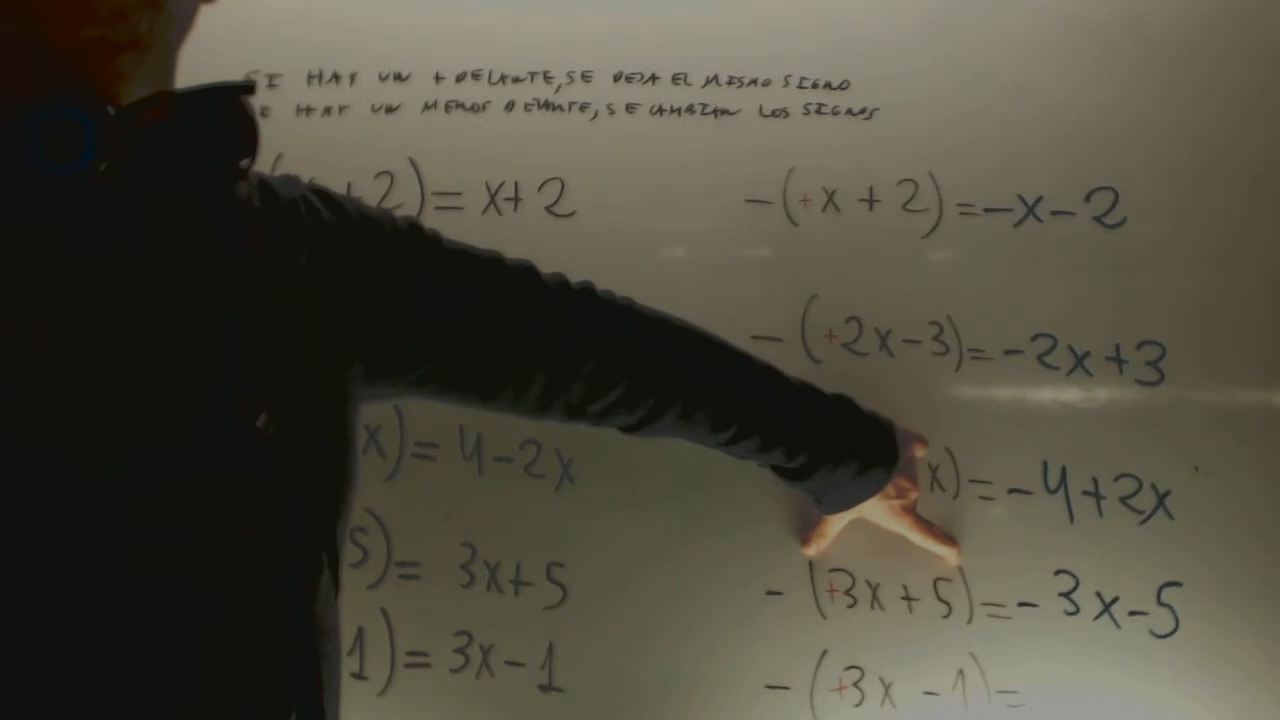 SI HAY UN + DELANTE, SE DEJA EL MISMO SIGNO
HAY UN MENOS DELANTE, SE CAMBIAN LOS SIGNOS
+2)= x+2
-(+x+2)=-x-2
-(+2x-3)=-2x+3
x)= 4-2x
x)=-4+2x
5)= 3x+5
-(+3x+5)=-3x-5
1)= 3x-1
-(+3x-1)=